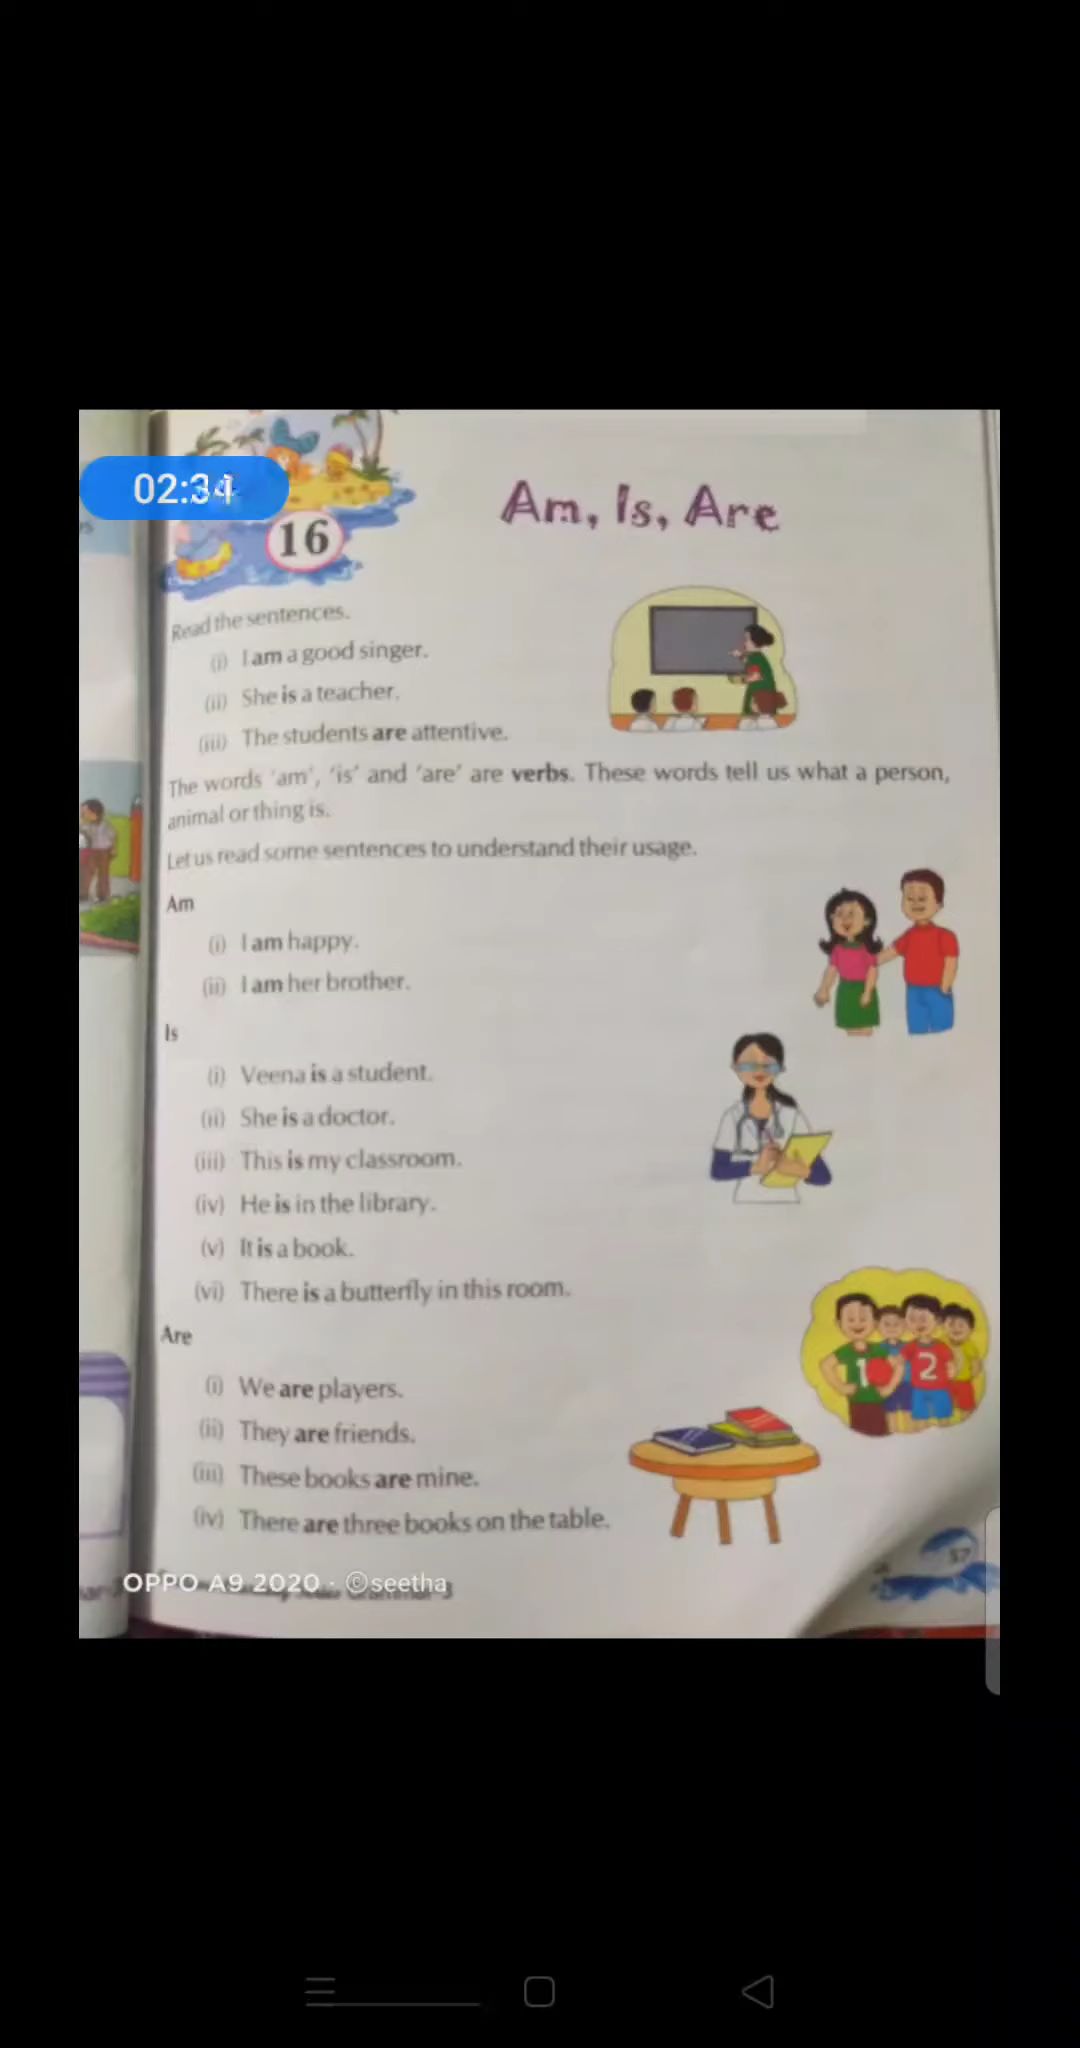 02:34
16
Am, Is, Are
Read the sentences.
(i) I am a good singer.
(ii) She is a teacher.
(iii) The students are attentive.
The words 'am', 'is' and 'are' are verbs. These words tell us what a person,
animal or thing is.
Let us read some sentences to understand their usage.
Am
(i) I am happy.
(ii) I am her brother.
Is
(i) Veena is a student.
(ii) She is a doctor.
(iii) This is my classroom.
(iv) He is in the library.
(v) It is a book.
(vi) There is a butterfly in this room.
Are
(i) We are players.
(ii) They are friends.
(iii) These books are mine.
(iv) There are three books on the table.
1
2
57
OPPO A9 2020 · ©seetha
Grammar-3